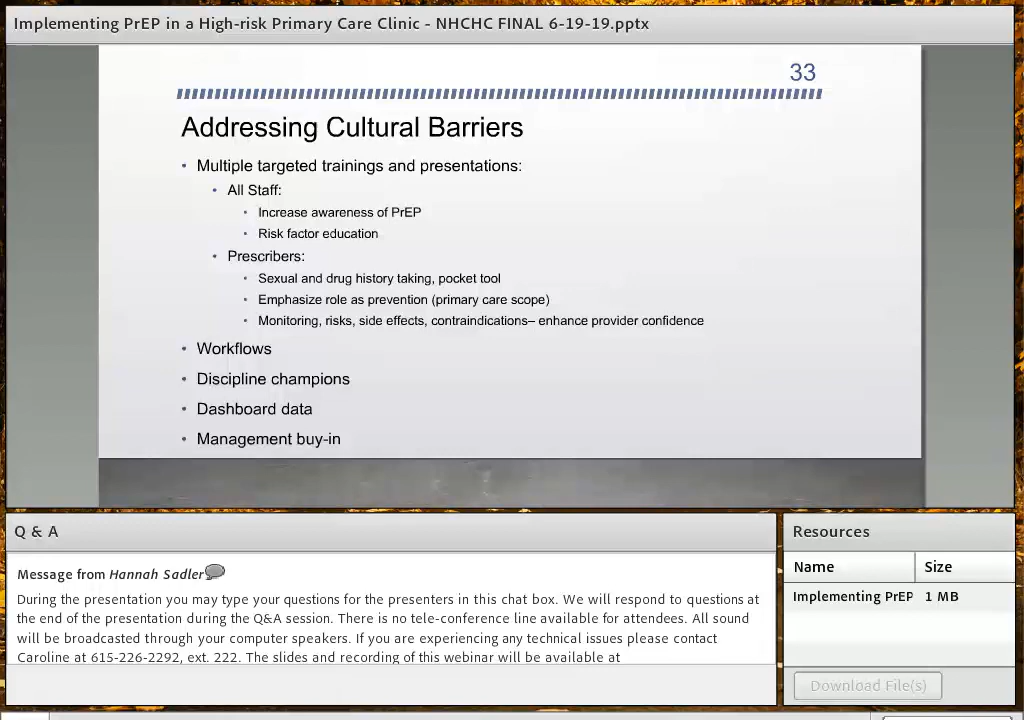 Implementing PrEP in a High-risk Primary Care Clinic - NHCHC FINAL 6-19-19.pptx
33
Addressing Cultural Barriers
• Multiple targeted trainings and presentations:
• All Staff:
• Increase awareness of PrEP
• Risk factor education
• Prescribers:
• Sexual and drug history taking, pocket tool
• Emphasize role as prevention (primary care scope)
• Monitoring, risks, side effects, contraindications– enhance provider confidence
• Workflows
• Discipline champions
• Dashboard data
• Management buy-in
Q & A
Message from Hannah Sadler
During the presentation you may type your questions for the presenters in this chat box. We will respond to questions at
the end of the presentation during the Q&A session. There is no tele-conference line available for attendees. All sound
will be broadcasted through your computer speakers. If you are experiencing any technical issues please contact
Caroline at 615-226-2292, ext. 222. The slides and recording of this webinar will be available at
Resources
Name Size
Implementing PrEP 1 MB
Download File(s)